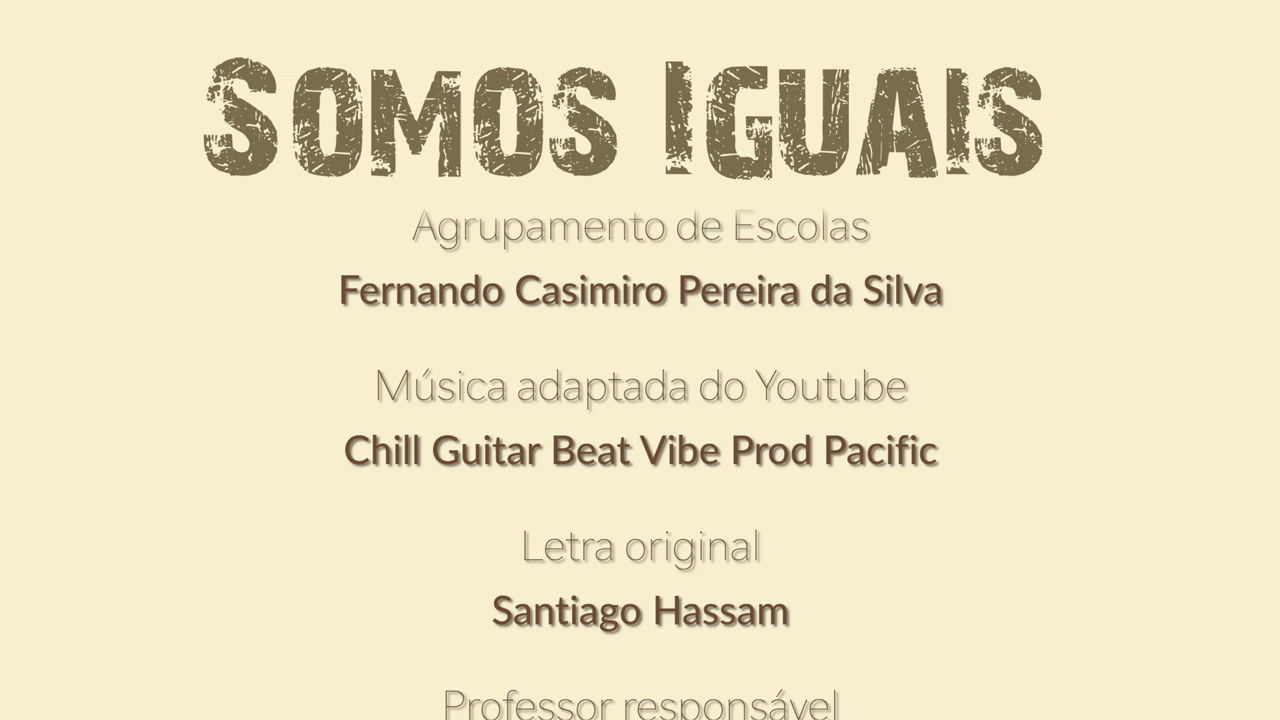 Somos Iguais
Agrupamento de Escolas
Fernando Casimiro Pereira da Silva
Música adaptada do Youtube
Chill Guitar Beat Vibe Prod Pacific
Letra original
Santiago Hassam
Professor responsável